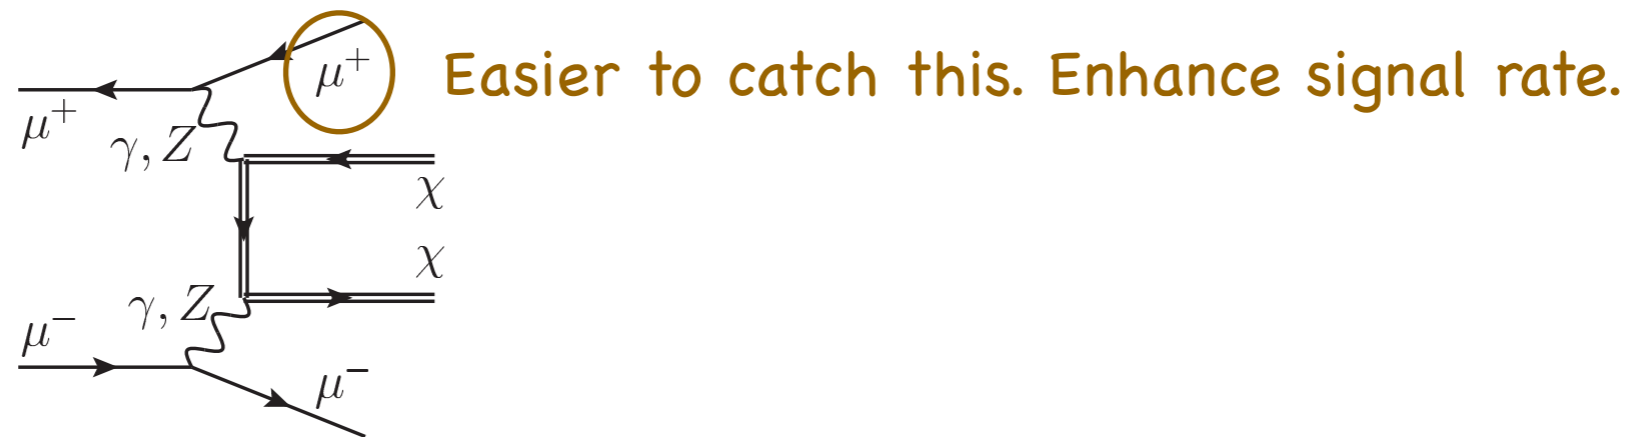 μ⁺ Easier to catch this. Enhance signal rate.
μ⁺
γ, Z
χ
χ
γ, Z
μ⁻
μ⁻